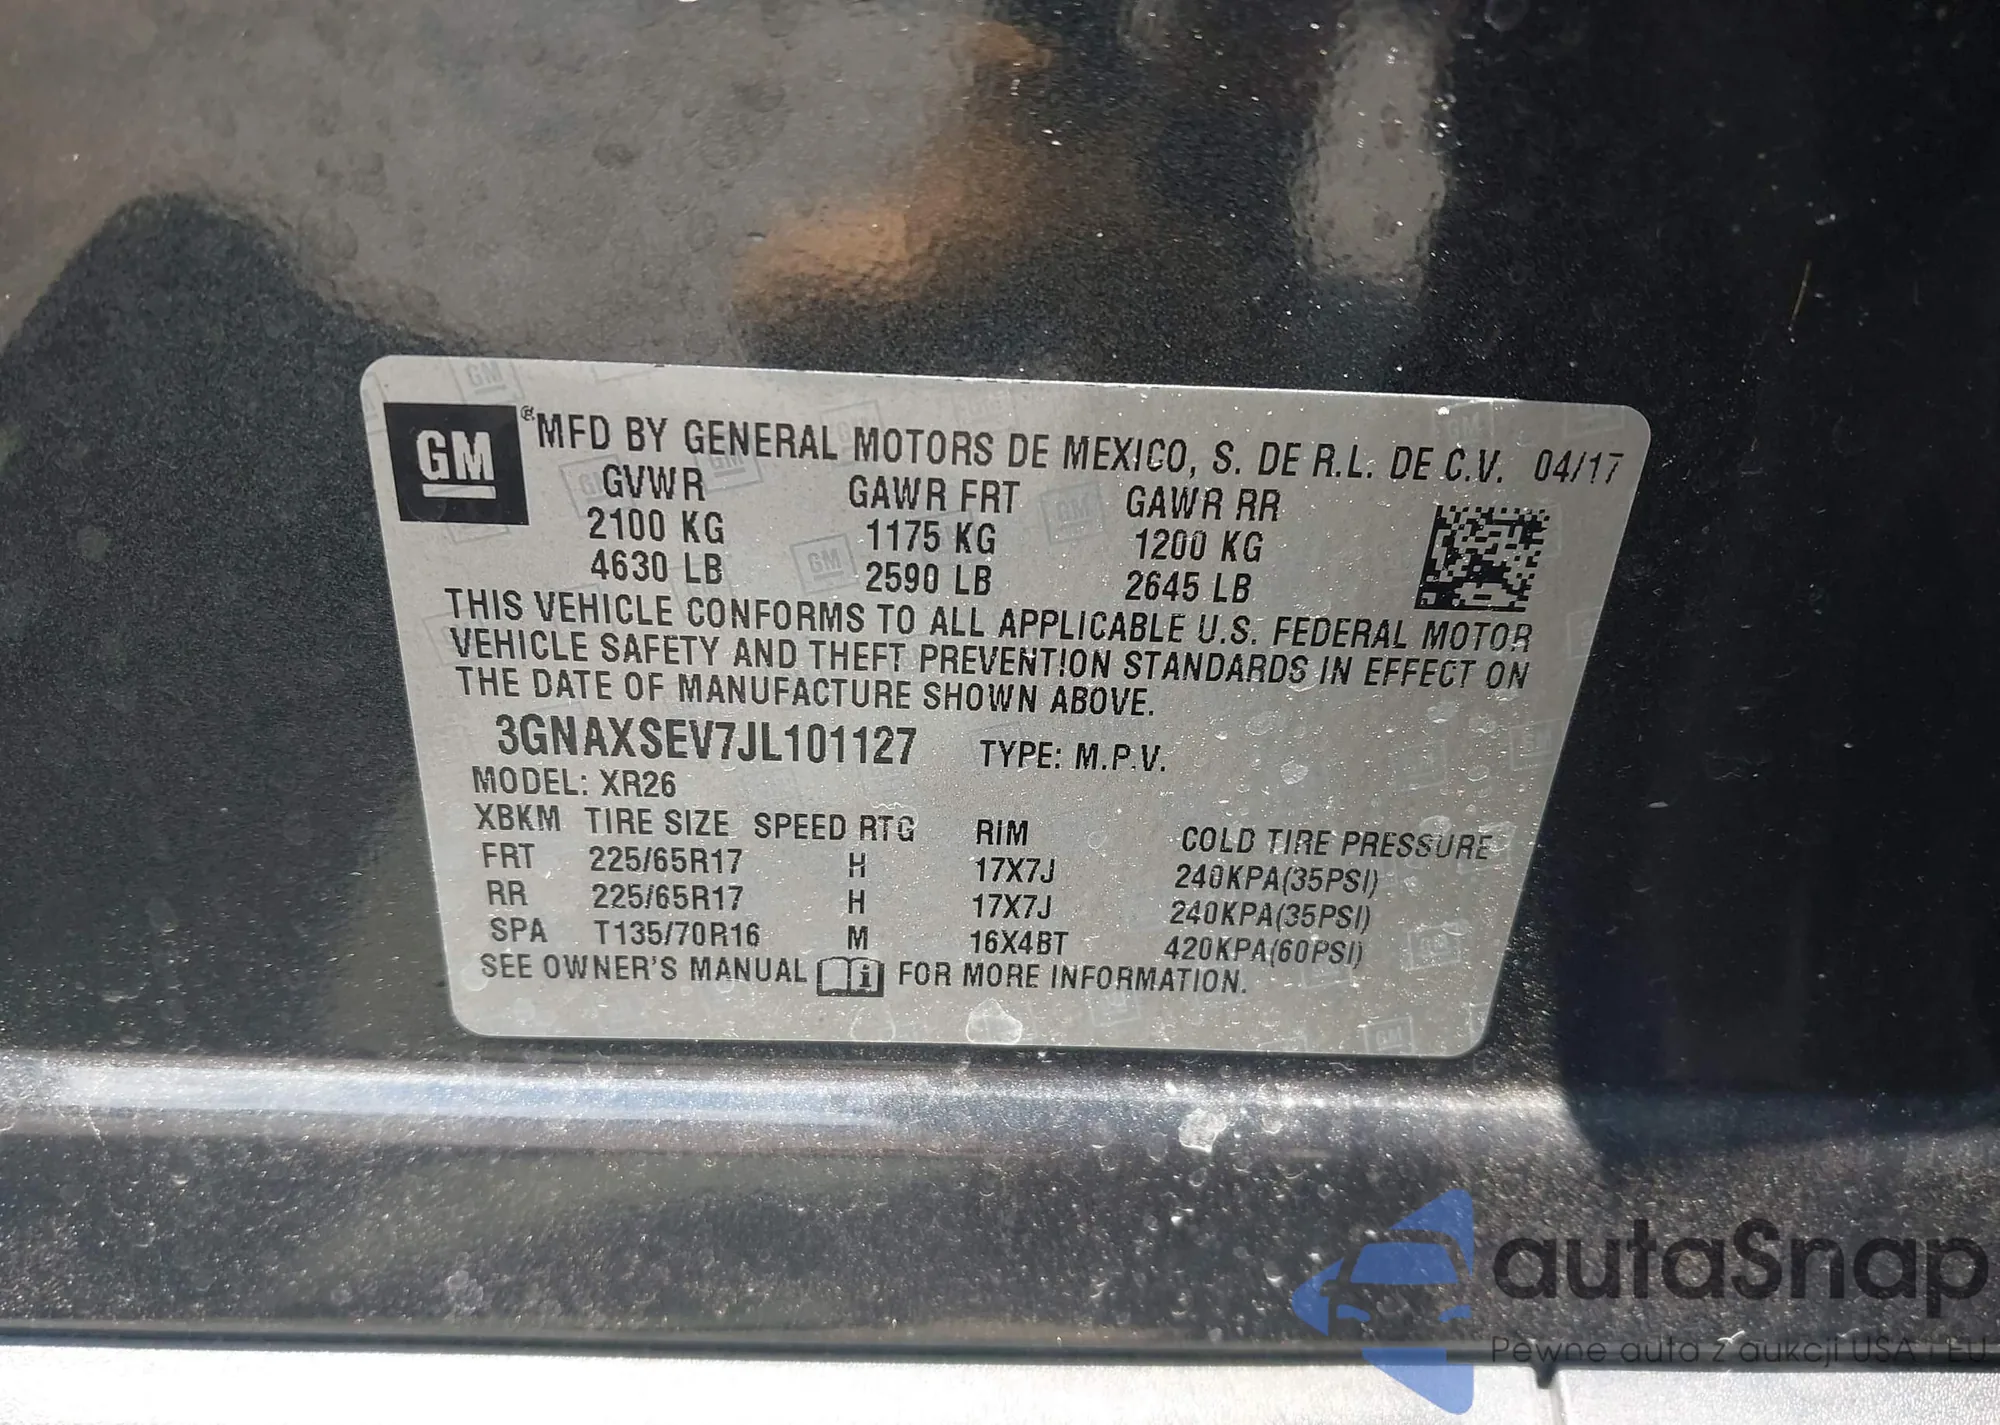 GM ® MFD BY GENERAL MOTORS DE MEXICO, S. DE R.L. DE C.V. 04/17
GVWR GAWR FRT GAWR RR
2100 KG 1175 KG 1200 KG
4630 LB 2590 LB 2645 LB
THIS VEHICLE CONFORMS TO ALL APPLICABLE U.S. FEDERAL MOTOR
VEHICLE SAFETY AND THEFT PREVENTION STANDARDS IN EFFECT ON
THE DATE OF MANUFACTURE SHOWN ABOVE.
3GNAXSEV7JL101127 TYPE: M.P.V.
MODEL: XR26
XBKM TIRE SIZE SPEED RTG RIM COLD TIRE PRESSURE
FRT 225/65R17 H 17X7J 240KPA(35PSI)
RR 225/65R17 H 17X7J 240KPA(35PSI)
SPA T135/70R16 M 16X4BT 420KPA(60PSI)
SEE OWNER'S MANUAL i FOR MORE INFORMATION.
autaSnap
Pewne auta z aukcji USA i EU